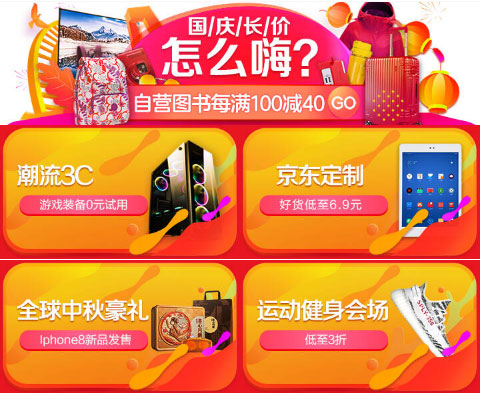 国/庆/长/价
怎么嗨?
自营图书每满100减40 GO
潮流3C
游戏装备0元试用
京东定制
好货低至6.9元
全球中秋豪礼
Iphone8新品发售
运动健身会场
低至3折